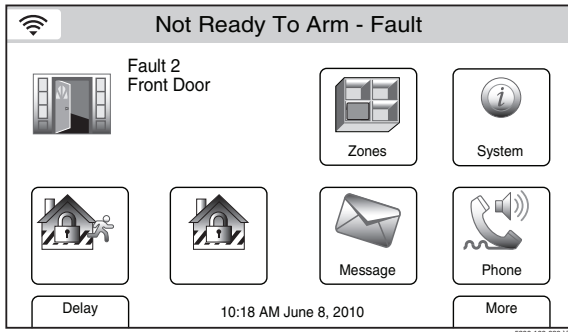 Not Ready To Arm - Fault
Fault 2
Front Door
Zones
System
Message
Phone
Delay
10:18 AM June 8, 2010
More